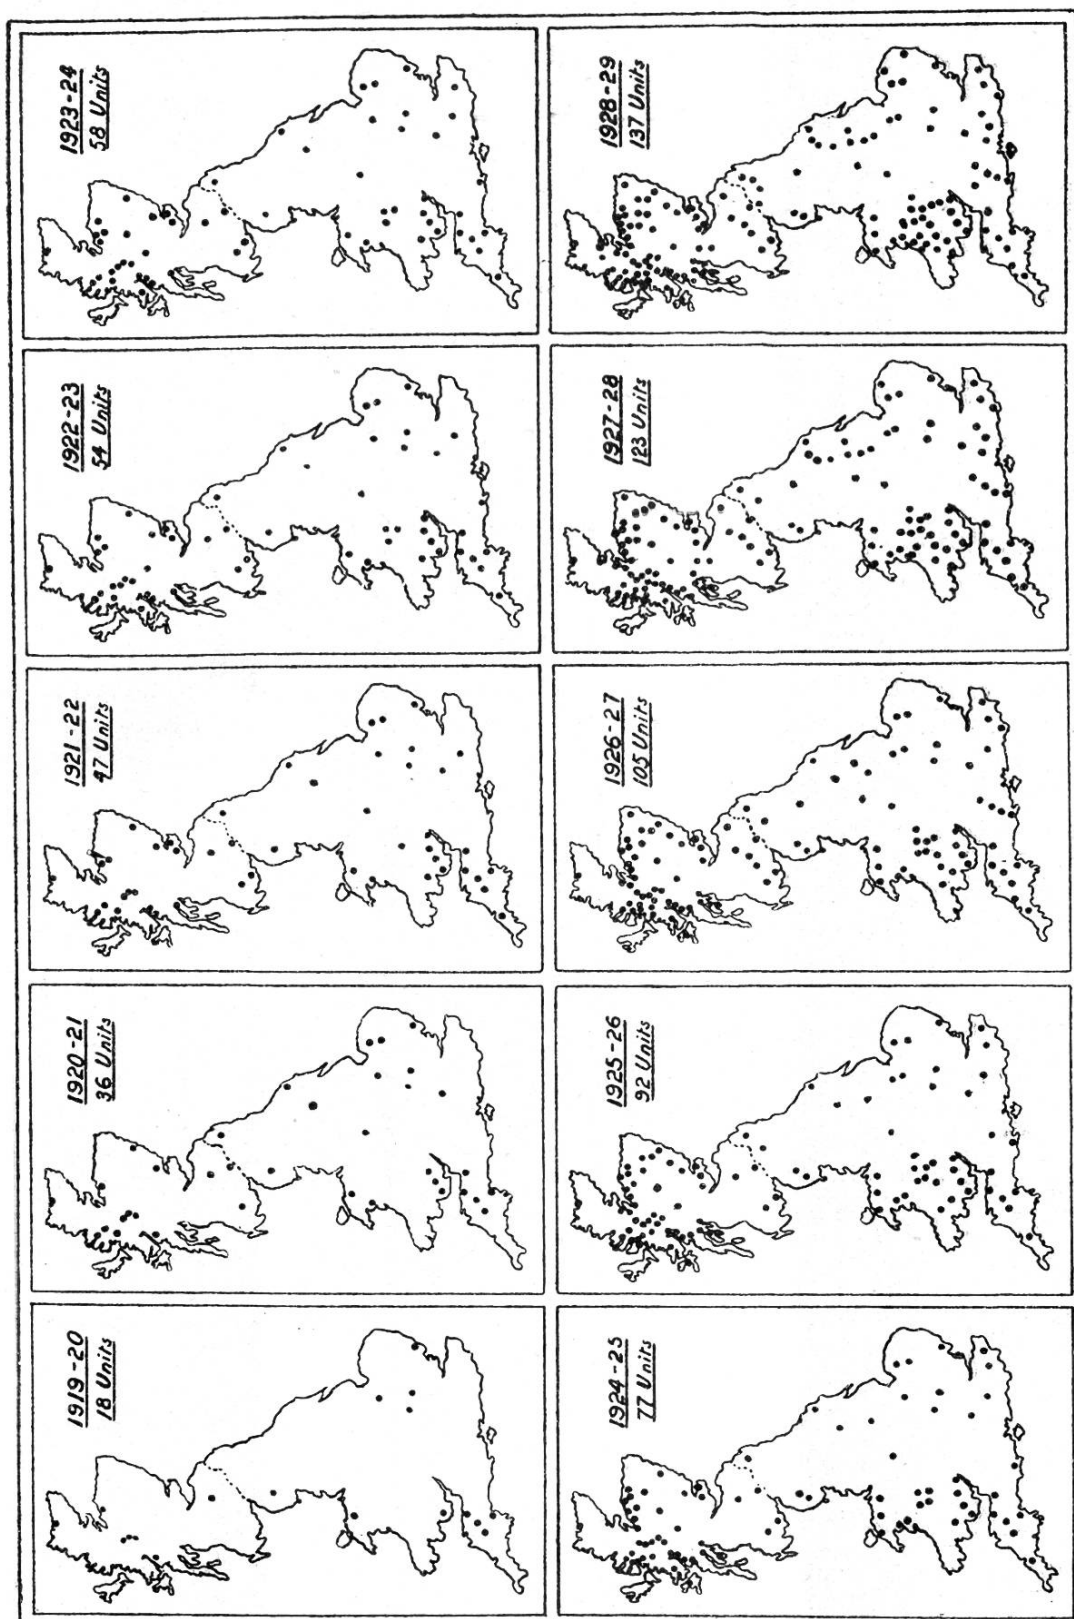 1919-20
18 Units
1920-21
36 Units
1921-22
47 Units
1922-23
54 Units
1923-24
58 Units
1924-25
77 Units
1925-26
92 Units
1926-27
105 Units
1927-28
123 Units
1928-29
137 Units